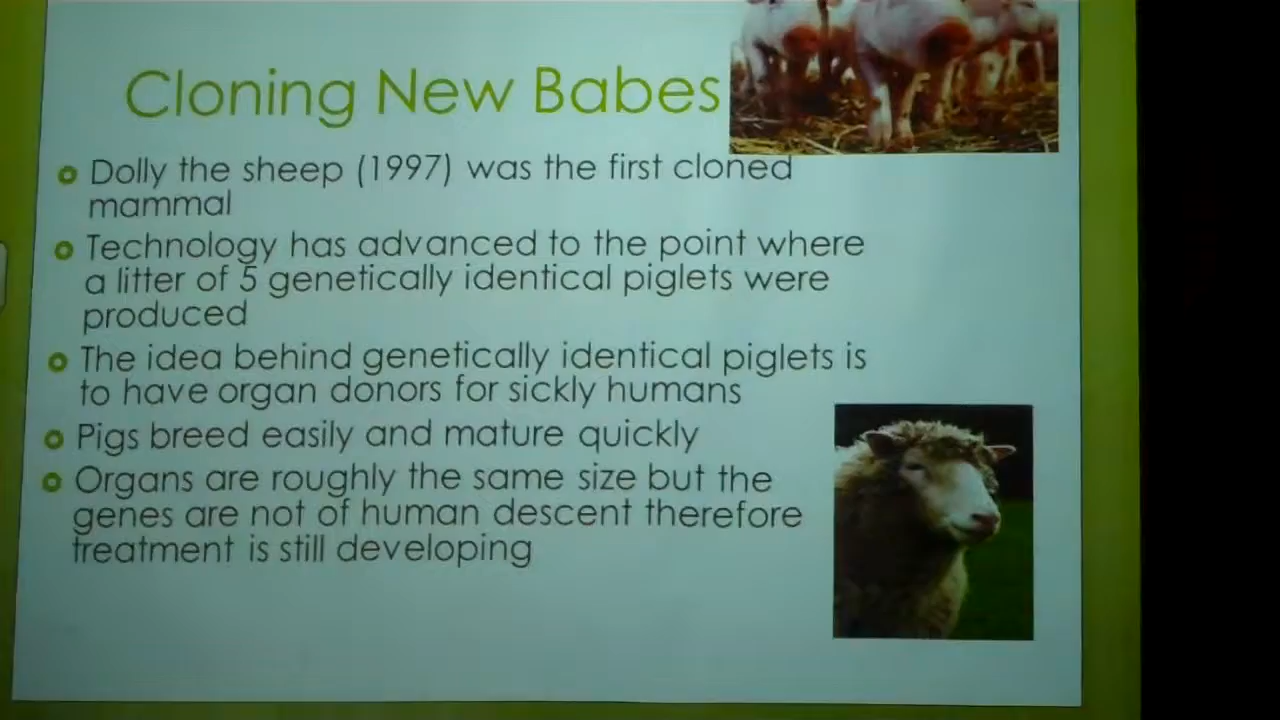 Cloning New Babes
Dolly the sheep (1997) was the first cloned
mammal
Technology has advanced to the point where
a litter of 5 genetically identical piglets were
produced
The idea behind genetically identical piglets is
to have organ donors for sickly humans
Pigs breed easily and mature quickly
Organs are roughly the same size but the
genes are not of human descent therefore
treatment is still developing